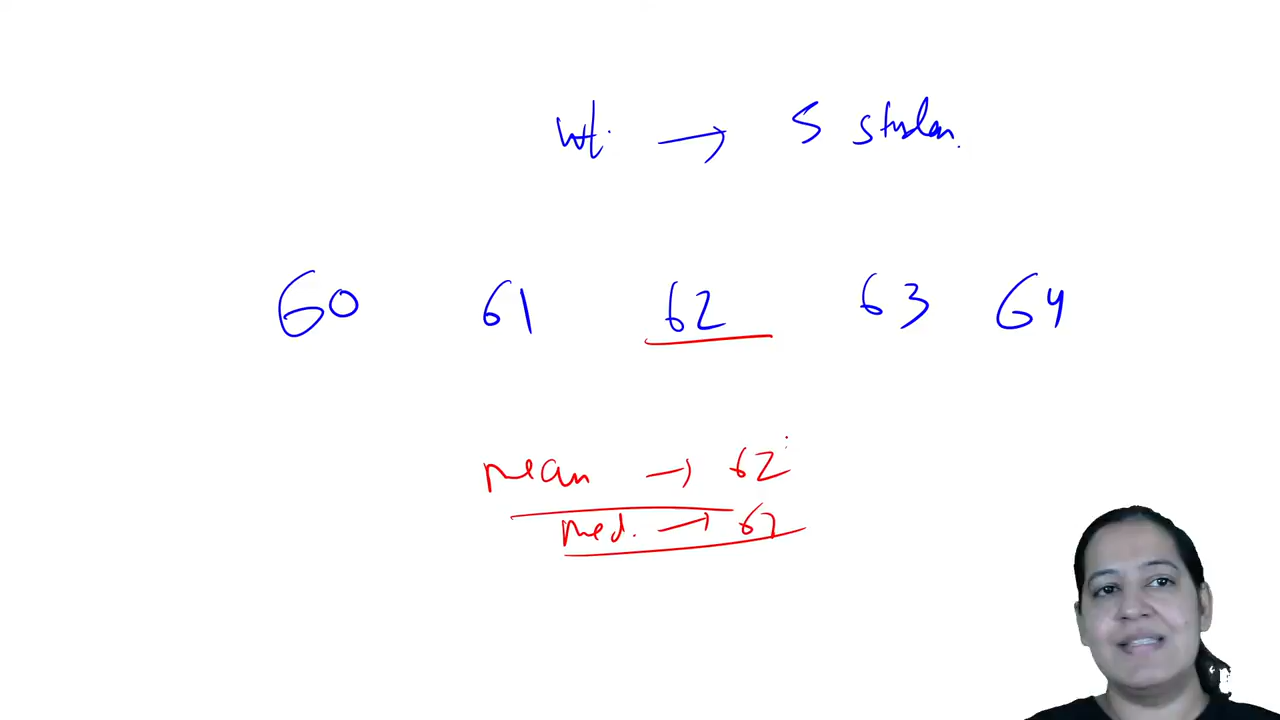 wt. → 5 studen.
60 61 62 63 64
mean → 62
med. → 62